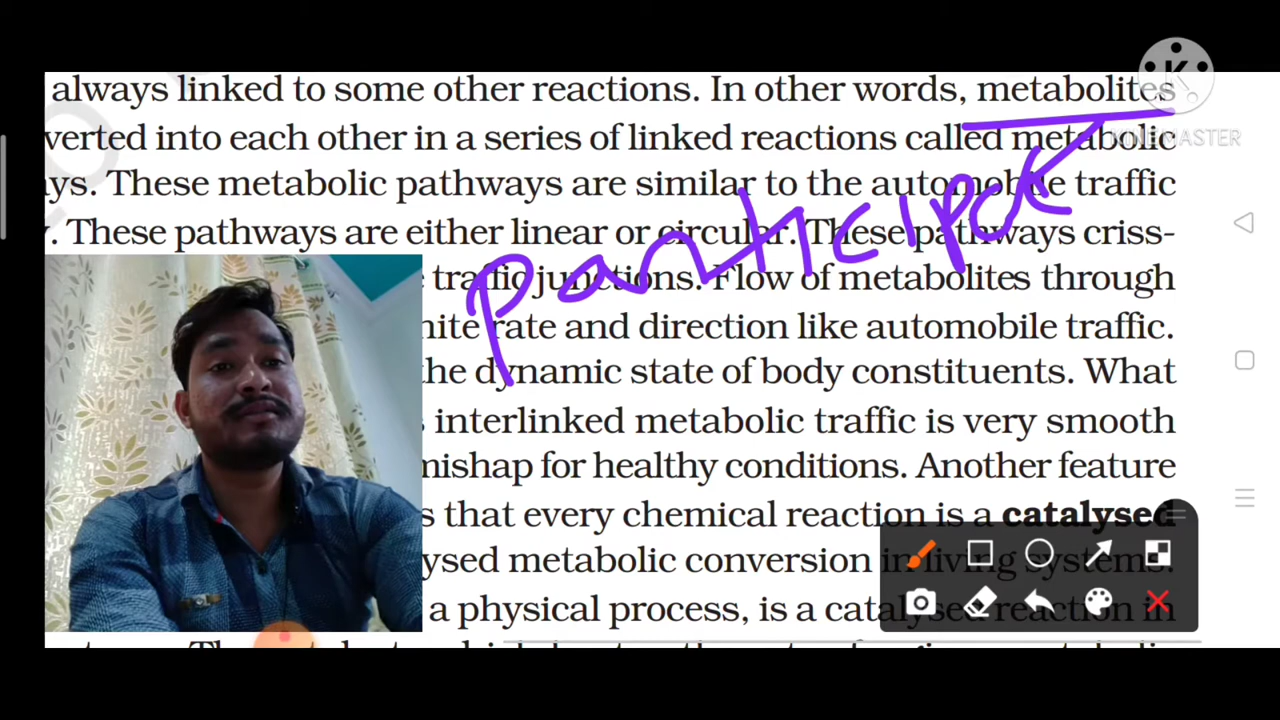 always linked to some other reactions. In other words, metabolites
verted into each other in a series of linked reactions called metabolic
ys. These metabolic pathways are similar to the automobile traffic
. These pathways are either linear or circular. These pathways criss-
traffic junctions. Flow of metabolites through
nite rate and direction like automobile traffic.
the dynamic state of body constituents. What
s interlinked metabolic traffic is very smooth
mishap for healthy conditions. Another feature
s that every chemical reaction is a catalysed
ysed metabolic conversion in living systems.
a physical process, is a catalysed reaction in
participate
K
KINEMASTER